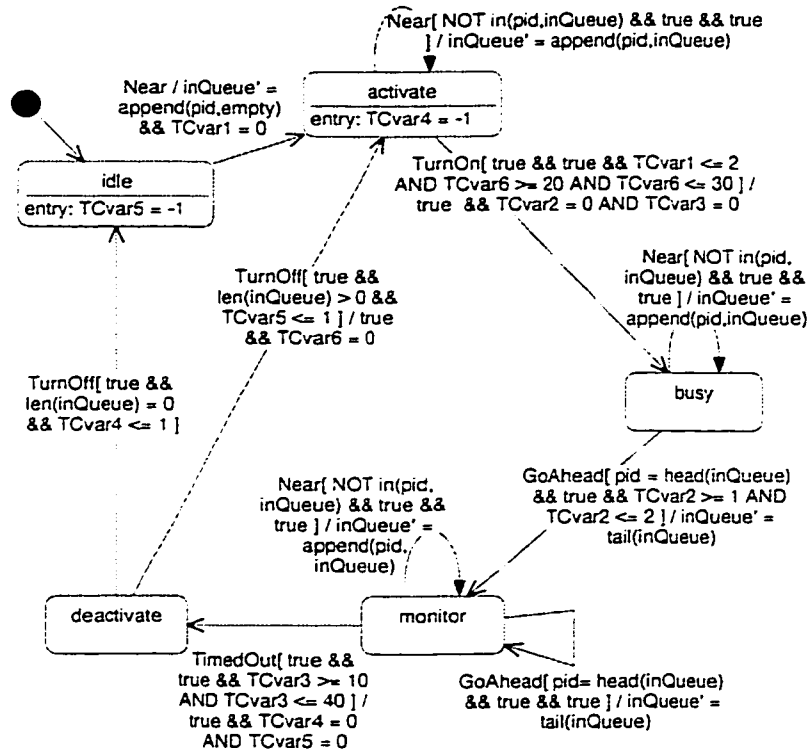 Near[ NOT in(pid,inQueue) && true && true
] / inQueue' = append(pid,inQueue)
Near / inQueue' =
append(pid,empty)
&& TCvar1 = 0
activate
entry: TCvar4 = -1
idle
entry: TCvar5 = -1
TurnOn[ true && true && TCvar1 <= 2
AND TCvar6 >= 20 AND TCvar6 <= 30 ] /
true && TCvar2 = 0 AND TCvar3 = 0
Near[ NOT in(pid,
inQueue) && true &&
true ] / inQueue' =
append(pid,inQueue)
TurnOff[ true &&
len(inQueue) > 0 &&
TCvar5 <= 1 ] / true
&& TCvar6 = 0
TurnOff[ true &&
len(inQueue) = 0
&& TCvar4 <= 1 ]
busy
GoAhead[ pid = head(inQueue)
&& true && TCvar2 >= 1 AND
TCvar2 <= 2 ] / inQueue' =
tail(inQueue)
Near[ NOT in(pid,
inQueue) && true &&
true ] / inQueue' =
append(pid,
inQueue)
deactivate
monitor
TimedOut[ true &&
true && TCvar3 >= 10
AND TCvar3 <= 40 ] /
true && TCvar4 = 0
AND TCvar5 = 0
GoAhead[ pid= head(inQueue)
&& true && true ] / inQueue' =
tail(inQueue)